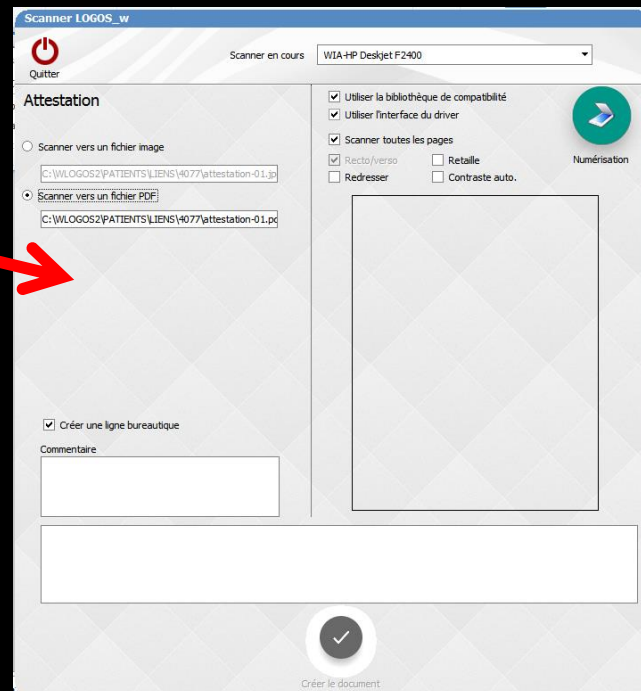 Scanner LOGOS_w
Quitter
Scanner en cours
WIA-HP Deskjet F2400
Attestation
Scanner vers un fichier image
C:\WLOGOS2\PATIENTS\LIENS\4077\attestation-01.jp
Scanner vers un fichier PDF
C:\WLOGOS2\PATIENTS\LIENS\4077\attestation-01.pd
Créer une ligne bureautique
Commentaire
Utiliser la bibliothèque de compatibilité
Utiliser l'interface du driver
Scanner toutes les pages
Recto/verso
Retaille
Redresser
Contraste auto.
Numérisation
Créer le document